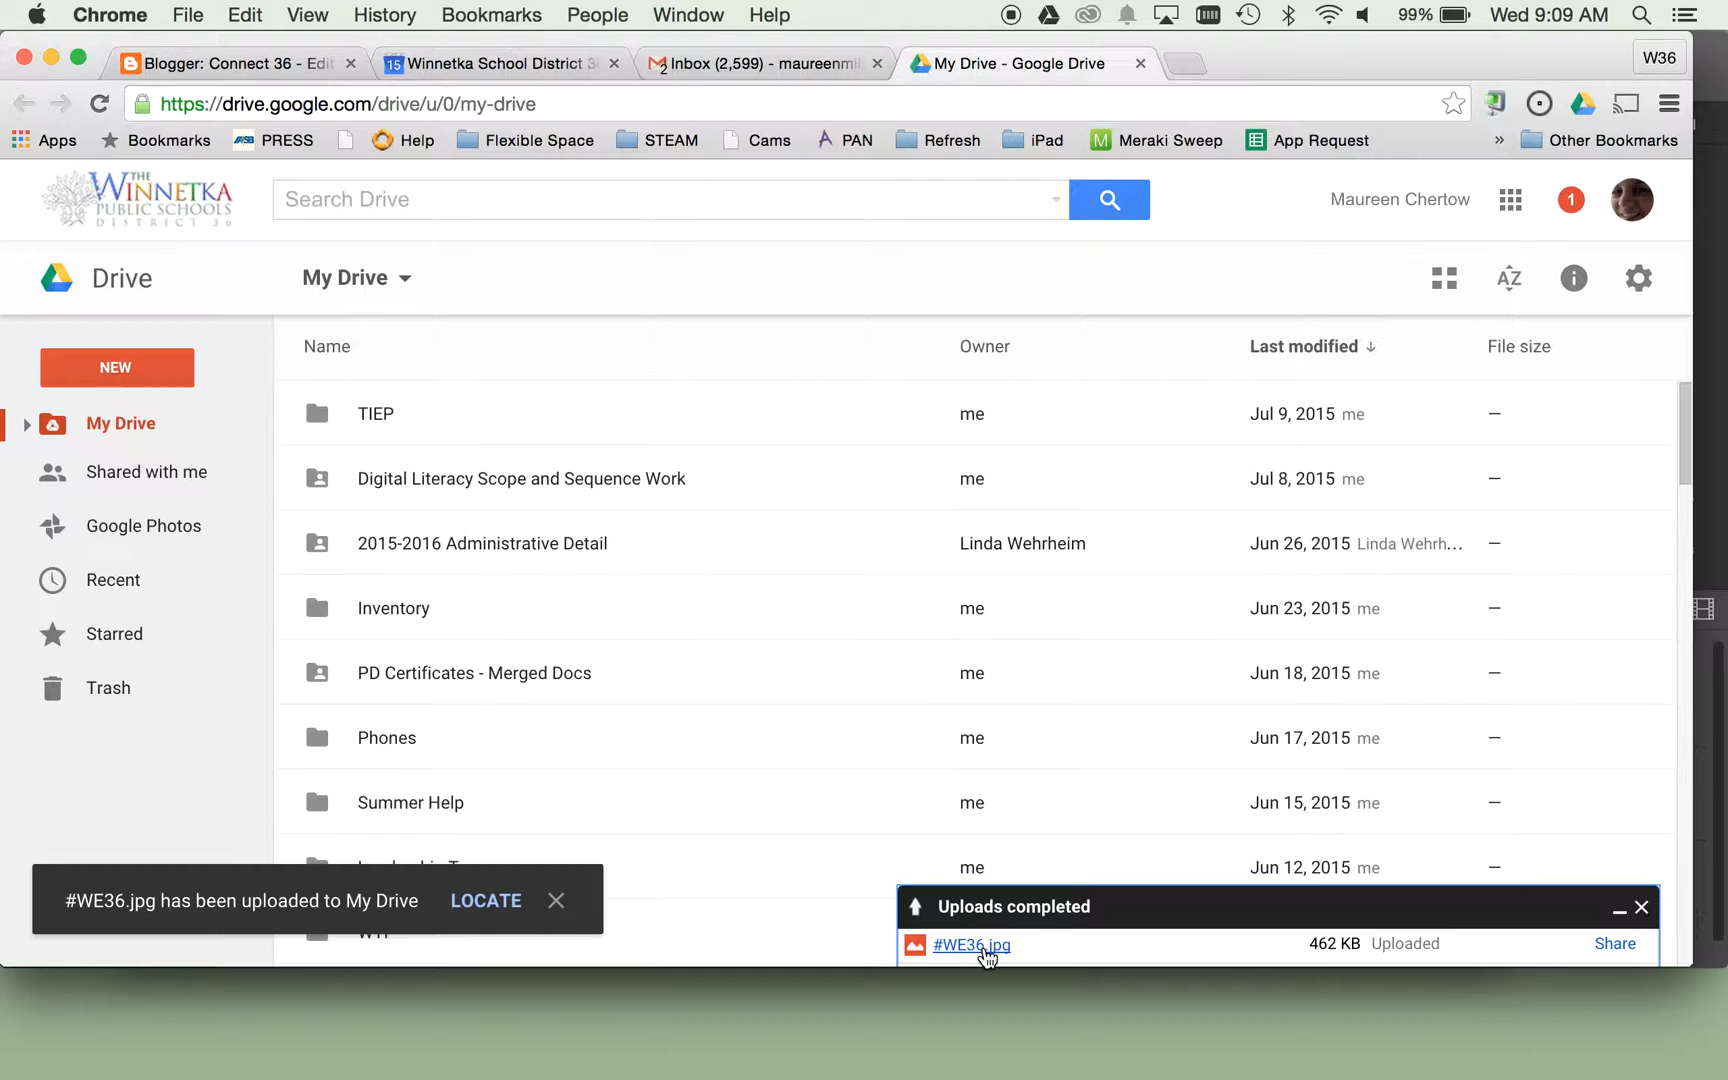 Chrome File Edit View History Bookmarks People Window Help 99% Wed 9:09 AM
Blogger: Connect 36 - Edit 15 Winnetka School District 2 Inbox (2,599) - maureenmil My Drive - Google Drive W36
https://drive.google.com/drive/u/0/my-drive
Apps Bookmarks PRESS Help Flexible Space STEAM Cams PAN Refresh iPad M Meraki Sweep App Request » Other Bookmarks
THE WINNETKA PUBLIC SCHOOLS DISTRICT 36
Search Drive
Maureen Chertow 1
Drive My Drive AZ
Name Owner Last modified File size
NEW
My Drive
Shared with me
Google Photos
Recent
Starred
Trash
TIEP me Jul 9, 2015 me —
Digital Literacy Scope and Sequence Work me Jul 8, 2015 me —
2015-2016 Administrative Detail Linda Wehrheim Jun 26, 2015 Linda Wehrh... —
Inventory me Jun 23, 2015 me —
PD Certificates - Merged Docs me Jun 18, 2015 me —
Phones me Jun 17, 2015 me —
Summer Help me Jun 15, 2015 me —
me Jun 12, 2015 me —
#WE36.jpg has been uploaded to My Drive LOCATE
Uploads completed
#WE36.jpg 462 KB Uploaded Share